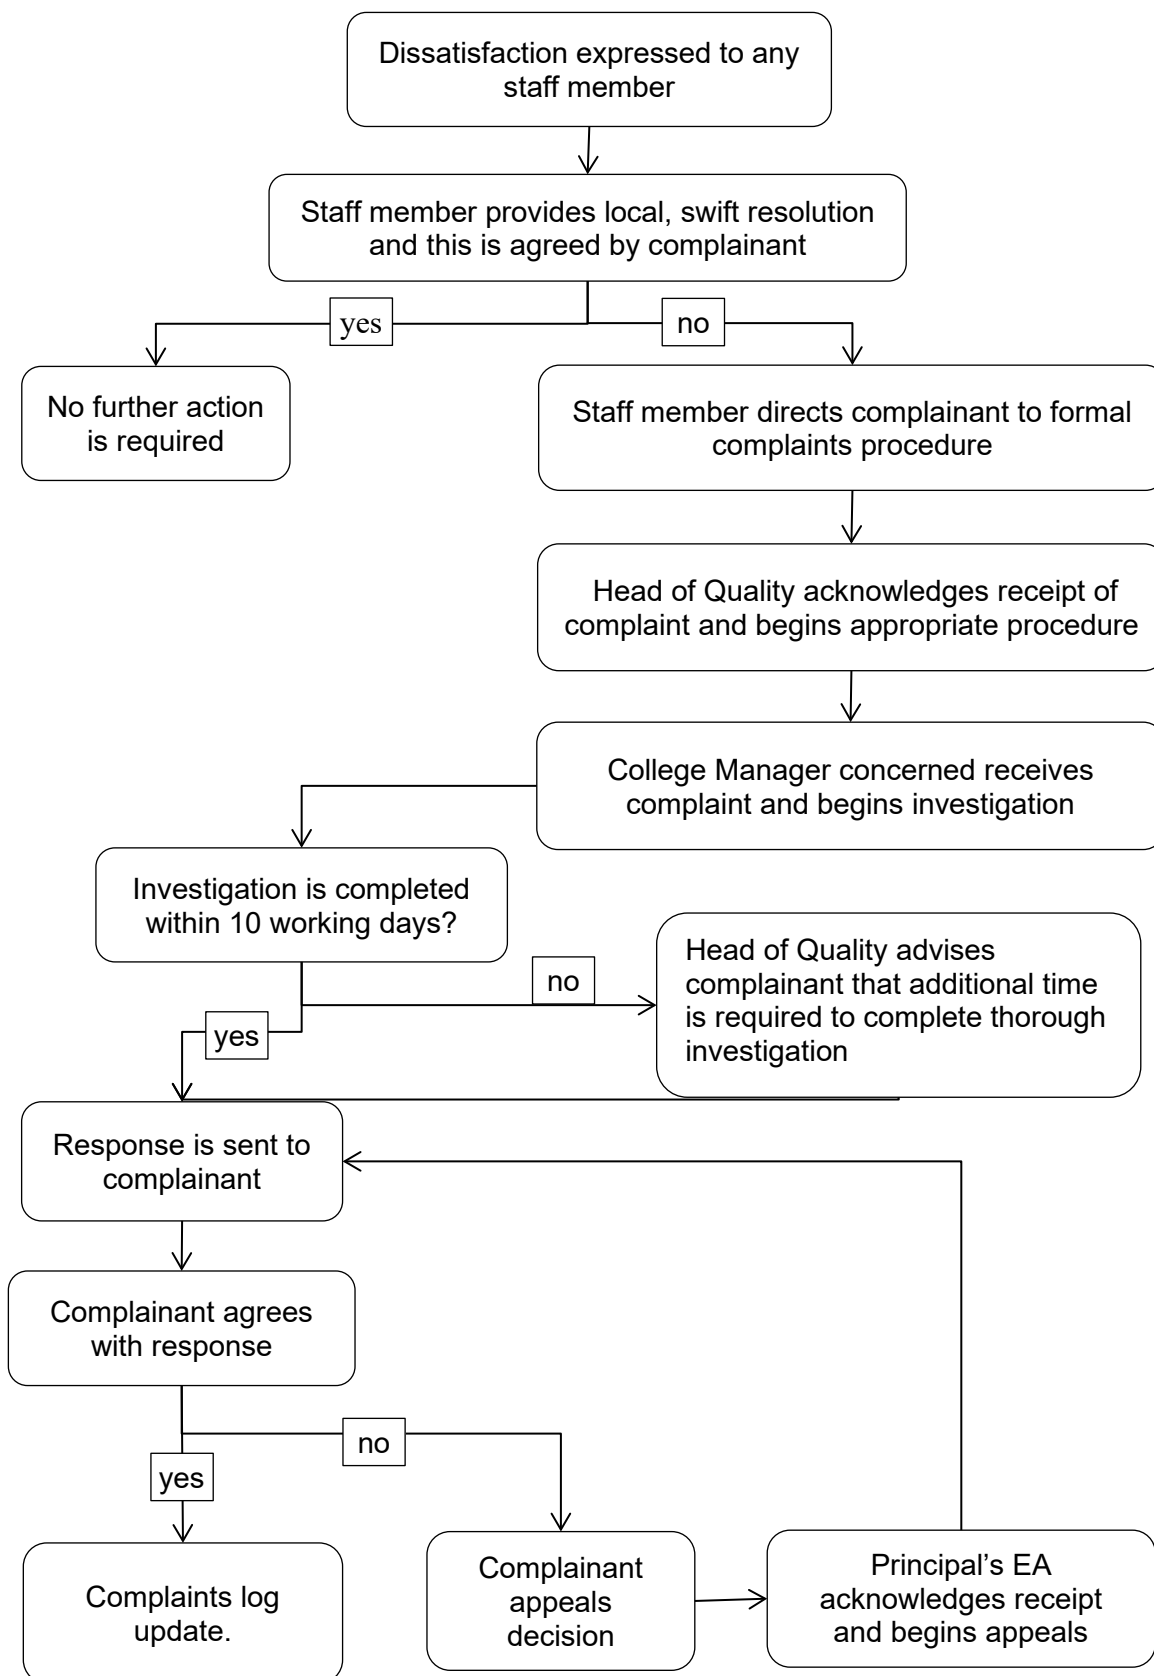 Dissatisfaction expressed to any
staff member
Staff member provides local, swift resolution
and this is agreed by complainant
yes
no
No further action
is required
Staff member directs complainant to formal
complaints procedure
Head of Quality acknowledges receipt of
complaint and begins appropriate procedure
College Manager concerned receives
complaint and begins investigation
Investigation is completed
within 10 working days?
no
Head of Quality advises
complainant that additional time
is required to complete thorough
investigation
yes
Response is sent to
complainant
Complainant agrees
with response
no
yes
Complaints log
update.
Complainant
appeals
decision
Principal’s EA
acknowledges receipt
and begins appeals